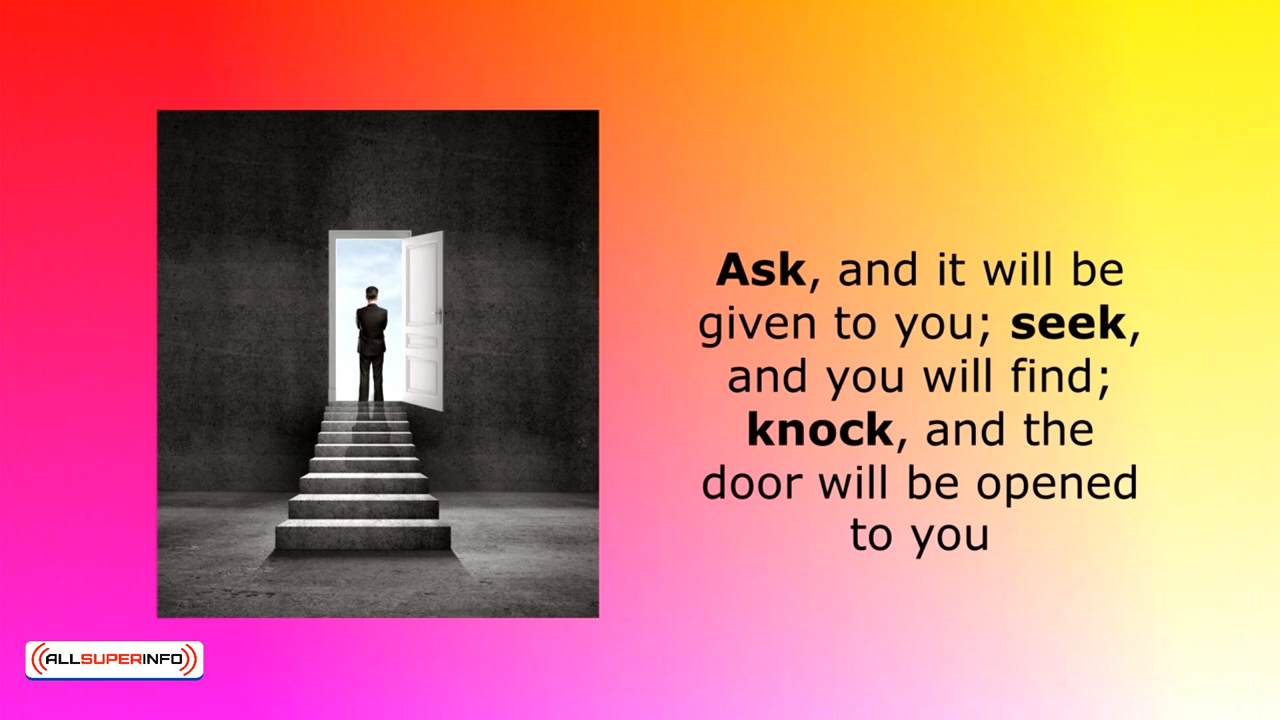 Ask, and it will be
given to you; seek,
and you will find;
knock, and the
door will be opened
to you
ALLSUPERINFO